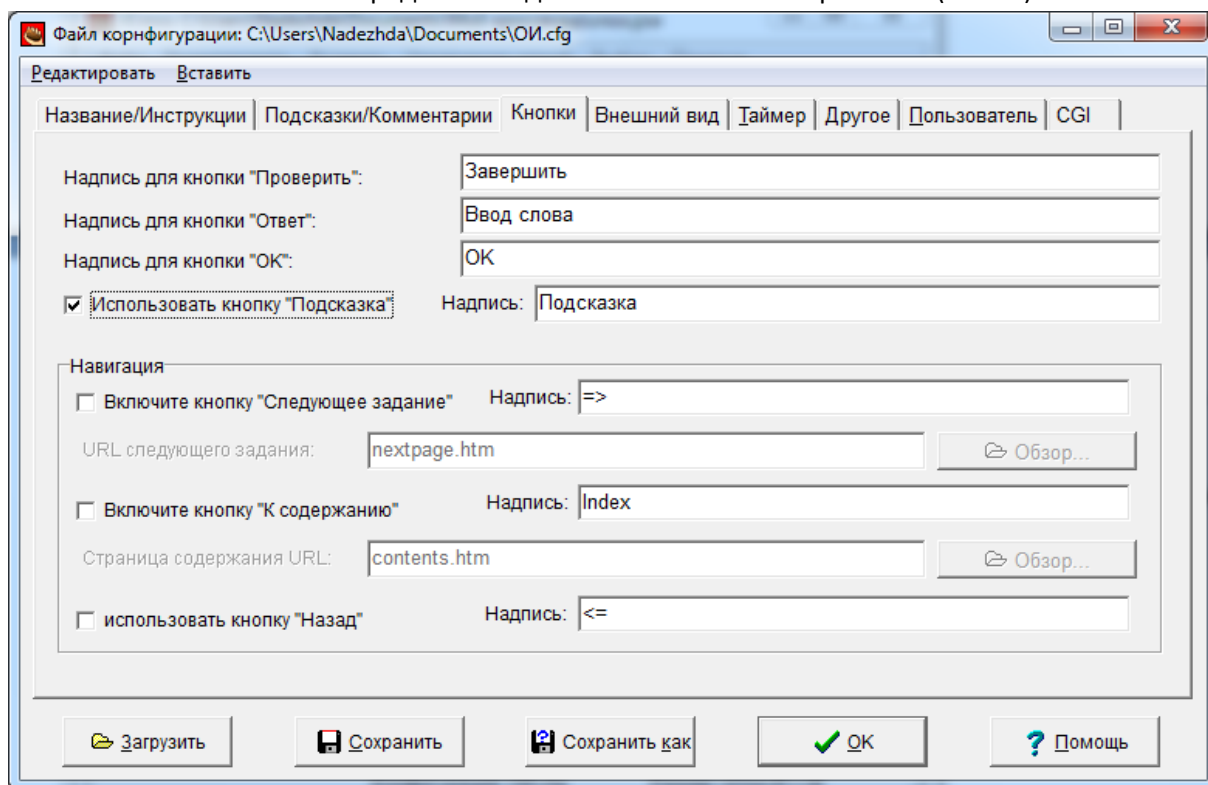 Файл корнфигурации: C:\Users\Nadezhda\Documents\ОИ.cfg
Редактировать Вставить
Название/Инструкции Подсказки/Комментарии Кнопки Внешний вид Таймер Другое Пользователь CGI
Надпись для кнопки "Проверить": Завершить
Надпись для кнопки "Ответ": Ввод слова
Надпись для кнопки "OK": OK
Использовать кнопку "Подсказка" Надпись: Подсказка
Навигация
Включите кнопку "Следующее задание" Надпись: =>
URL следующего задания: nextpage.htm Обзор...
Включите кнопку "К содержанию" Надпись: Index
Страница содержания URL: contents.htm Обзор...
использовать кнопку "Назад" Надпись: <=
Загрузить Сохранить Сохранить как OK Помощь